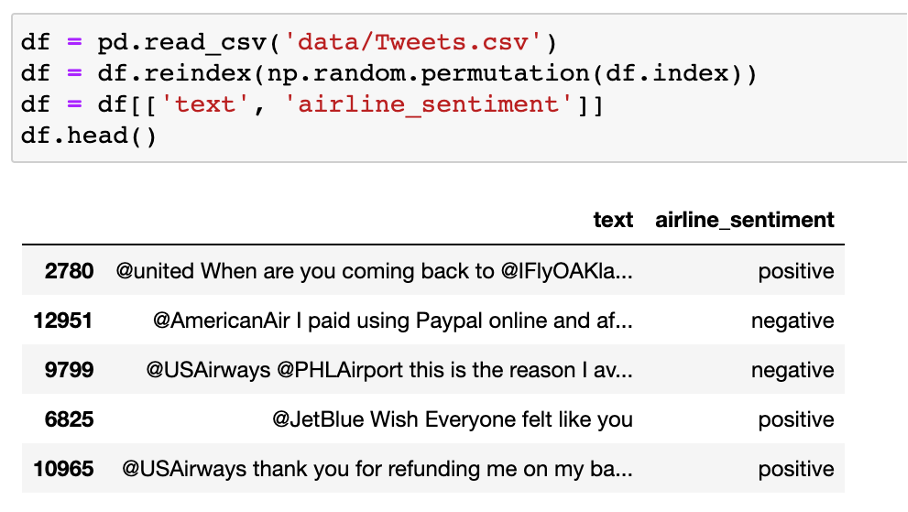 df = pd.read_csv('data/Tweets.csv')
df = df.reindex(np.random.permutation(df.index))
df = df[['text', 'airline_sentiment']]
df.head()
text airline_sentiment
2780 @united When are you coming back to @IFlyOAKla... positive
12951 @AmericanAir I paid using Paypal online and af... negative
9799 @USAirways @PHLAirport this is the reason I av... negative
6825 @JetBlue Wish Everyone felt like you positive
10965 @USAirways thank you for refunding me on my ba... positive